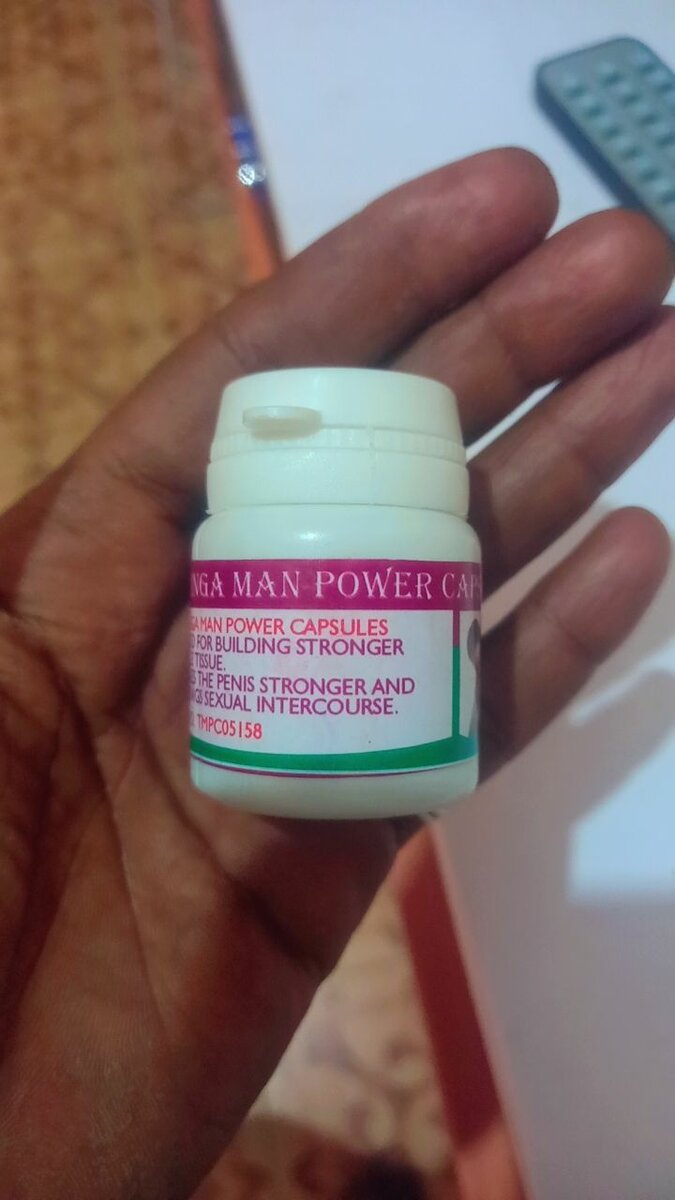 MAN POWER
MAN POWER CAPSULES
FOR BUILDING STRONGER
TISSUE.
THE PENIS STRONGER AND
SEXUAL INTERCOURSE.
TMPC05158